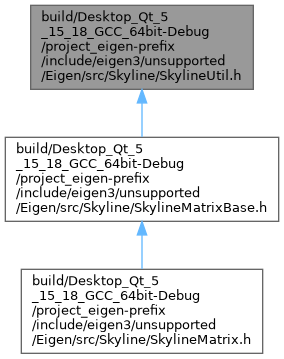 build/Desktop_Qt_5
_15_18_GCC_64bit-Debug
/project_eigen-prefix
/include/eigen3/unsupported
/Eigen/src/Skyline/SkylineUtil.h
build/Desktop_Qt_5
_15_18_GCC_64bit-Debug
/project_eigen-prefix
/include/eigen3/unsupported
/Eigen/src/Skyline/SkylineMatrixBase.h
build/Desktop_Qt_5
_15_18_GCC_64bit-Debug
/project_eigen-prefix
/include/eigen3/unsupported
/Eigen/src/Skyline/SkylineMatrix.h